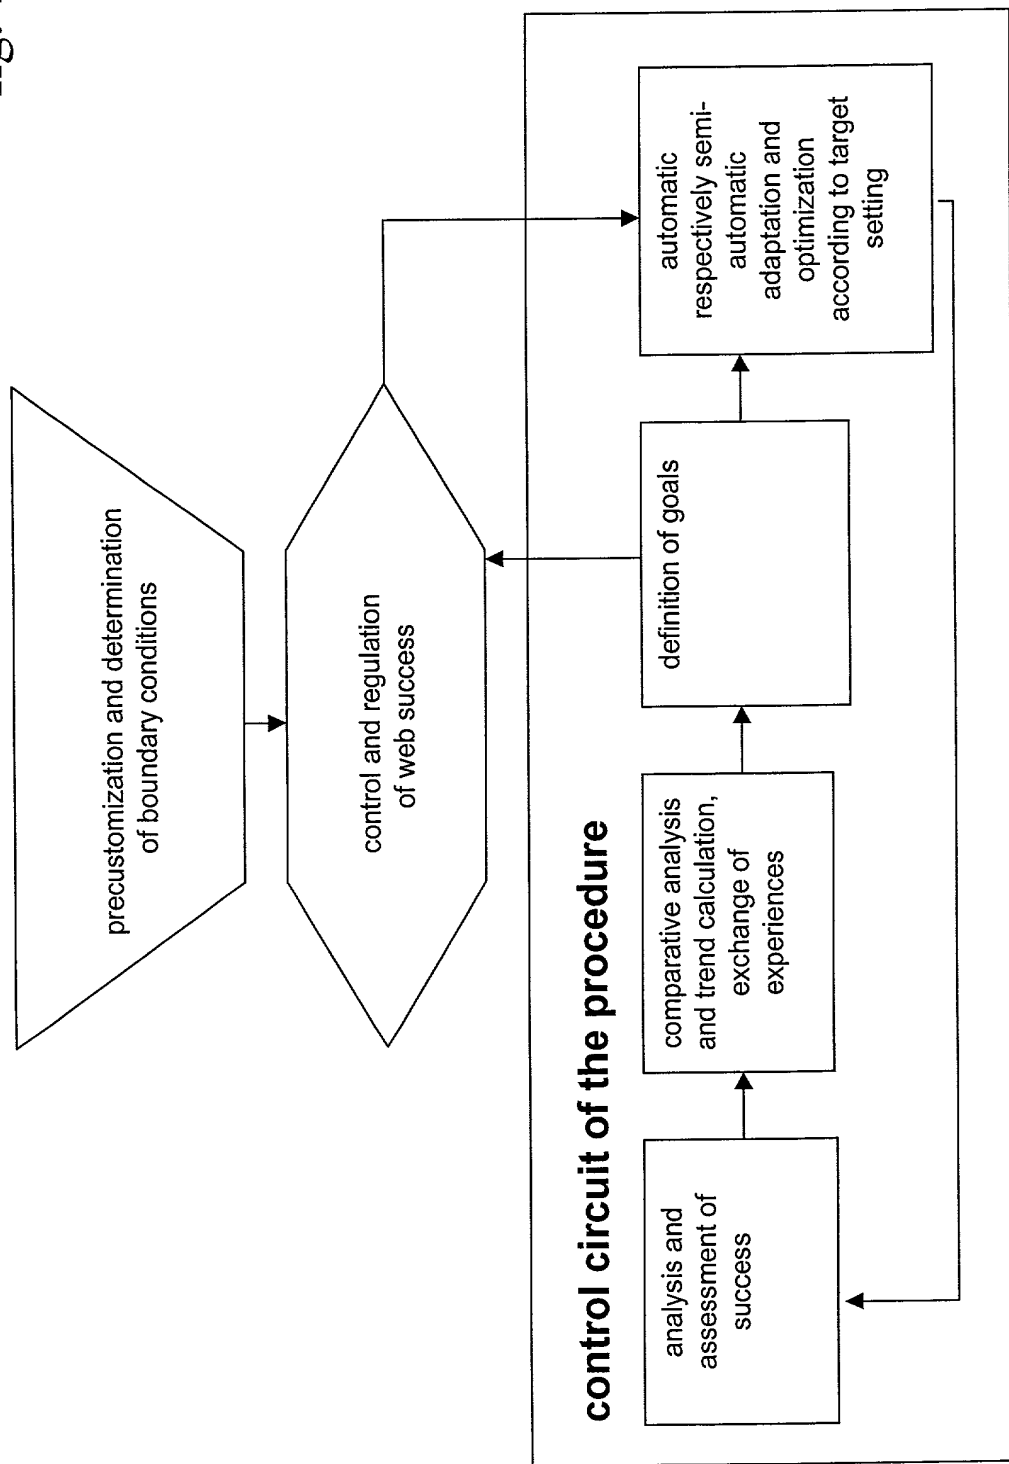 Fig.
precustomization and determination
of boundary conditions
control and regulation
of web success
control circuit of the procedure
analysis and
assessment of
success
comparative analysis
and trend calculation,
exchange of
experiences
definition of goals
automatic
respectively semi-
automatic
adaptation and
optimization
according to target
setting